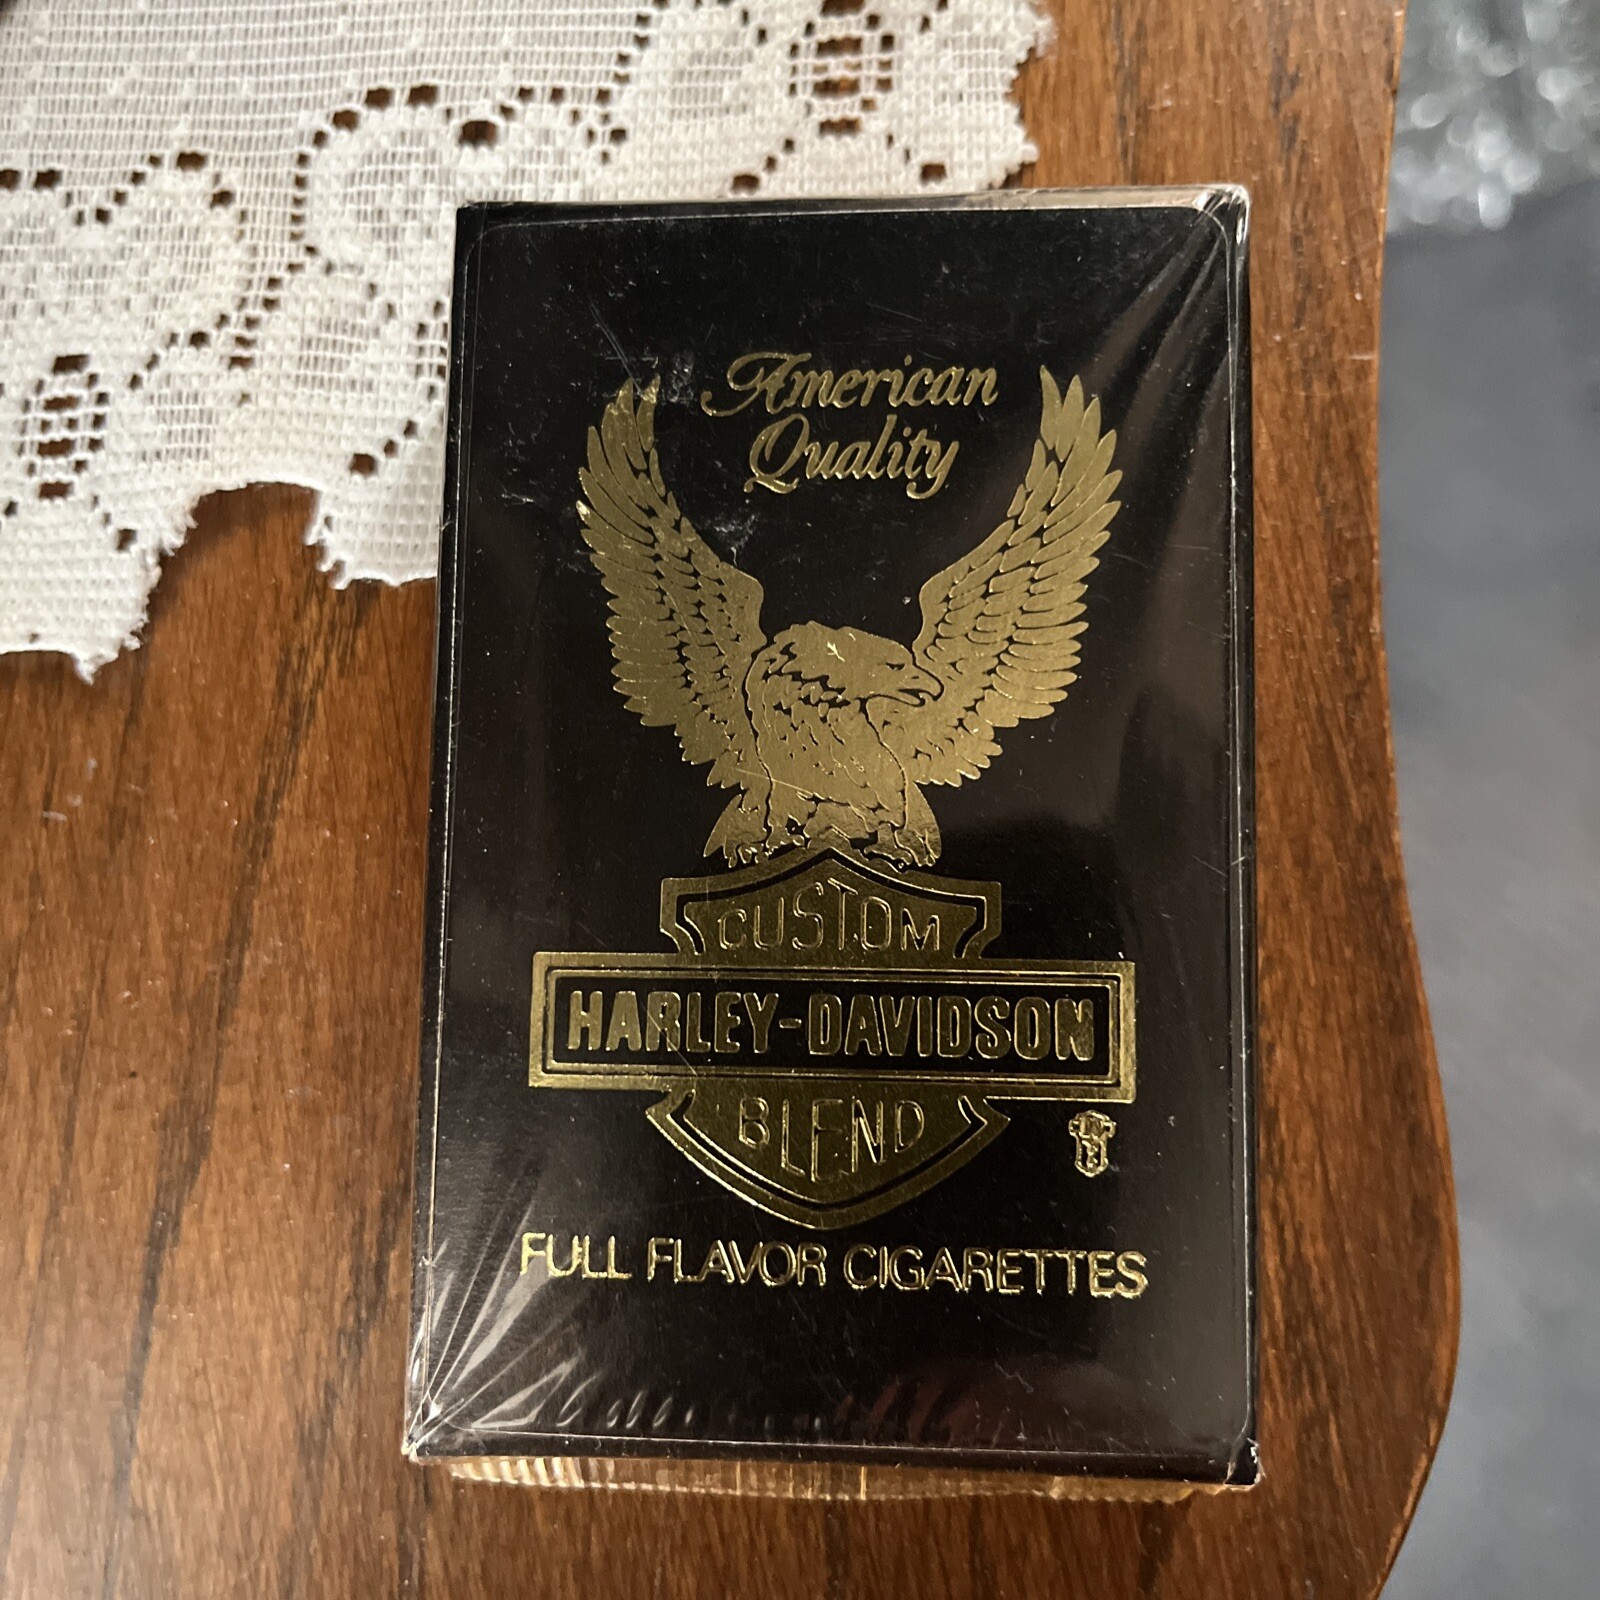 American
Quality
CUSTOM
HARLEY-DAVIDSON
BLEND
FULL FLAVOR CIGARETTES